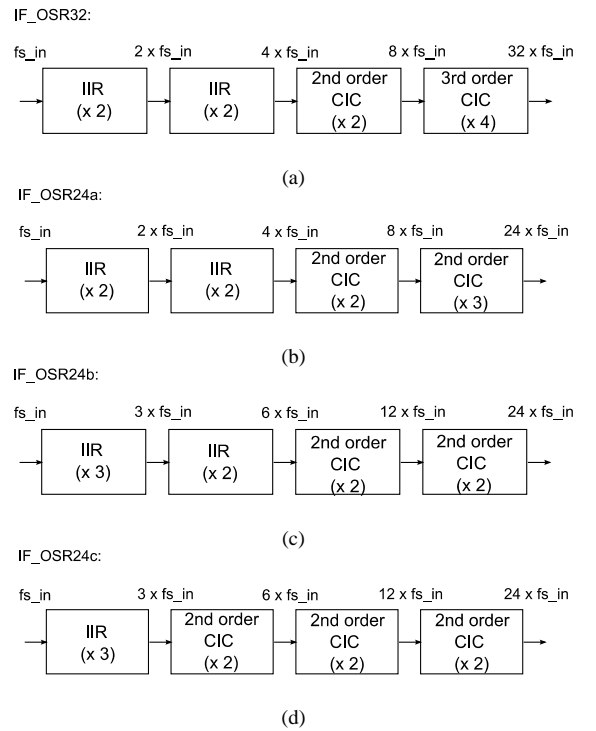 IF_OSR32:
fs_in 2 x fs_in 4 x fs_in 8 x fs_in 32 x fs_in
IIR
(x 2)
IIR
(x 2)
2nd order
CIC
(x 2)
3rd order
CIC
(x 4)
(a)
IF_OSR24a:
fs_in 2 x fs_in 4 x fs_in 8 x fs_in 24 x fs_in
IIR
(x 2)
IIR
(x 2)
2nd order
CIC
(x 2)
2nd order
CIC
(x 3)
(b)
IF_OSR24b:
fs_in 3 x fs_in 6 x fs_in 12 x fs_in 24 x fs_in
IIR
(x 3)
IIR
(x 2)
2nd order
CIC
(x 2)
2nd order
CIC
(x 2)
(c)
IF_OSR24c:
fs_in 3 x fs_in 6 x fs_in 12 x fs_in 24 x fs_in
IIR
(x 3)
2nd order
CIC
(x 2)
2nd order
CIC
(x 2)
2nd order
CIC
(x 2)
(d)